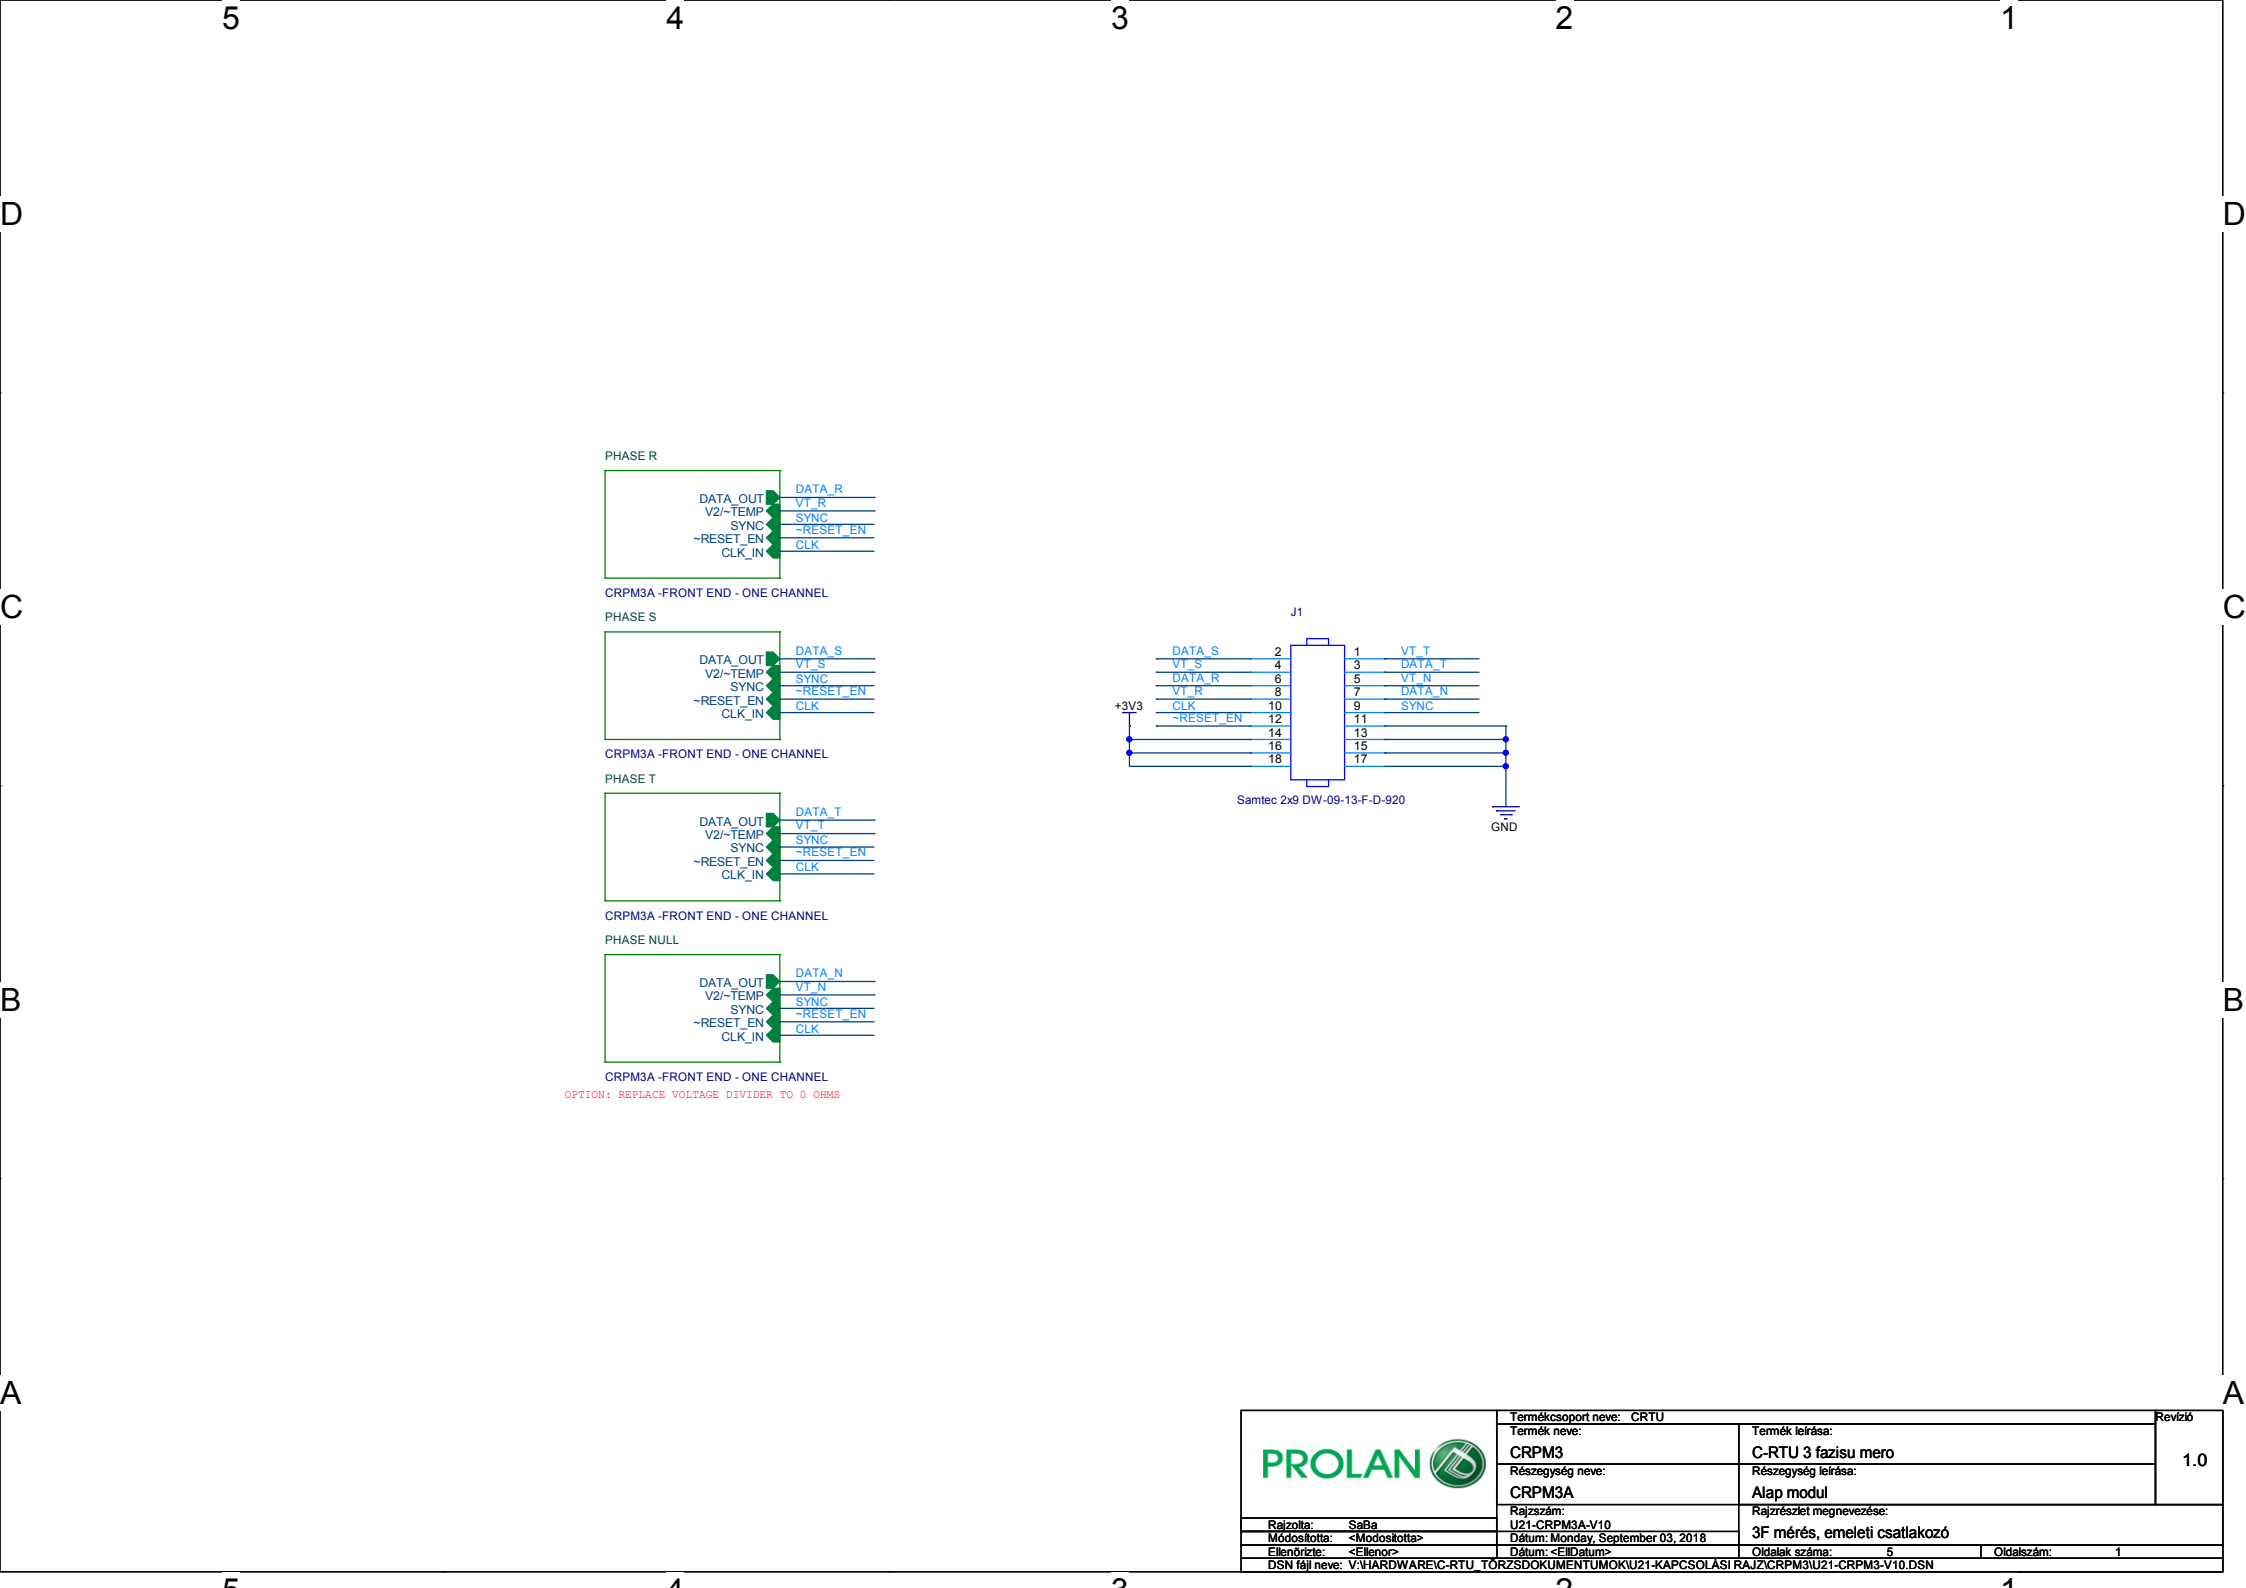 5 4 3 2 1
D D
C C
B B
A A
PHASE R
DATA_OUT DATA_R
V2/~TEMP VT_R
SYNC SYNC
~RESET_EN ~RESET_EN
CLK_IN CLK
CRPM3A -FRONT END - ONE CHANNEL
PHASE S
DATA_OUT DATA_S
V2/~TEMP VT_S
SYNC SYNC
~RESET_EN ~RESET_EN
CLK_IN CLK
CRPM3A -FRONT END - ONE CHANNEL
PHASE T
DATA_OUT DATA_T
V2/~TEMP VT_T
SYNC SYNC
~RESET_EN ~RESET_EN
CLK_IN CLK
CRPM3A -FRONT END - ONE CHANNEL
PHASE NULL
DATA_OUT DATA_N
V2/~TEMP VT_N
SYNC SYNC
~RESET_EN ~RESET_EN
CLK_IN CLK
CRPM3A -FRONT END - ONE CHANNEL
OPTION: REPLACE VOLTAGE DIVIDER TO 0 OHMS
J1
DATA_S 2 1 VT_T
VT_S 4 3 DATA_T
DATA_R 6 5 VT_N
VT_R 8 7 DATA_N
+3V3 CLK 10 9 SYNC
~RESET_EN 12 11
14 13
16 15
18 17
Samtec 2x9 DW-09-13-F-D-920
GND
PROLAN
Termékcsoport neve: CRTU
Revízió
1.0
Termék neve:
CRPM3
Termék leírása:
C-RTU 3 fazisu mero
Részegység neve:
CRPM3A
Részegység leírása:
Alap modul
Rajzszám:
U21-CRPM3A-V10
Rajzrészlet megnevezése:
3F mérés, emeleti csatlakozó
Rajzolta: SaBa
Módosította: <Modositotta> Dátum: Monday, September 03, 2018
Ellenõrizte: <Ellenor> Dátum: <EllDatum> Oldalak száma: 5 Oldalszám: 1
DSN fájl neve: V:\HARDWARE\C-RTU_TÖRZSDOKUMENTUMOK\U21-KAPCSOLÁSI RAJZ\CRPM3\U21-CRPM3-V10.DSN
5 4 3 2 1